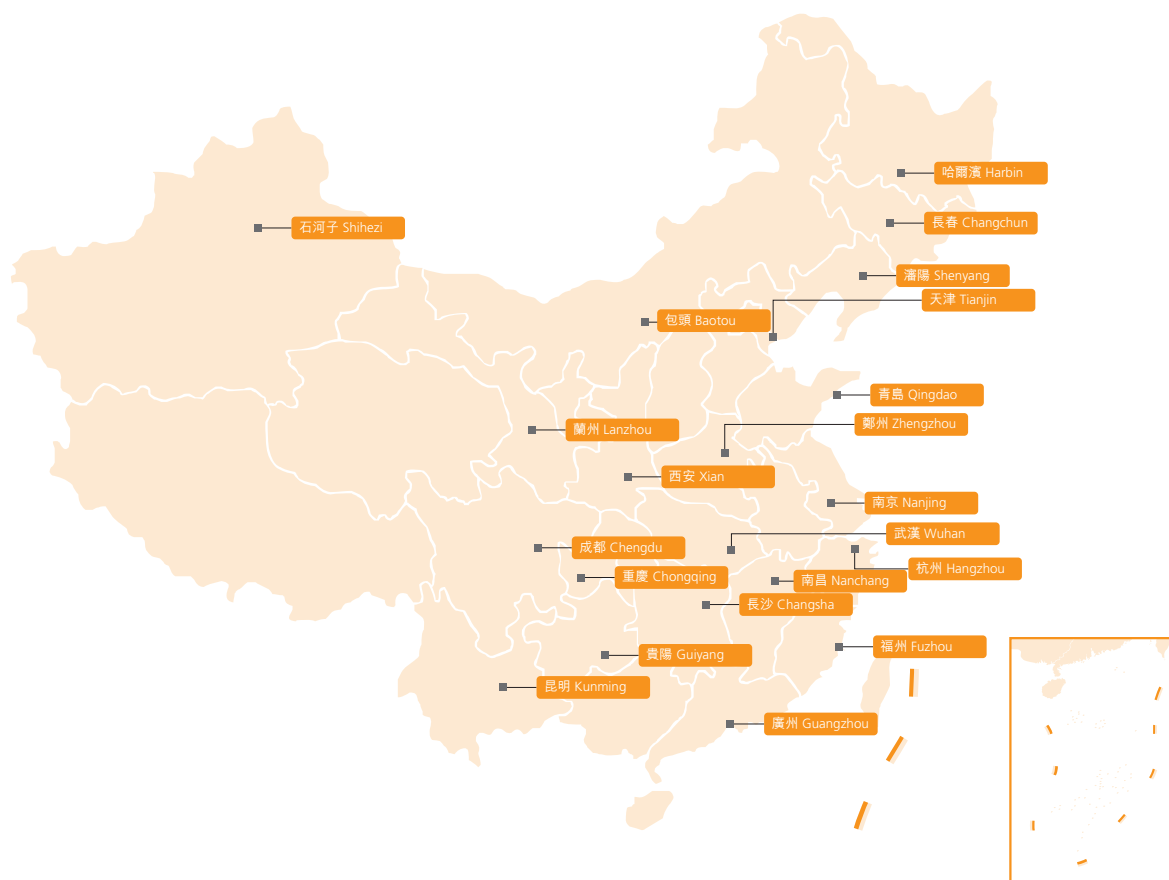 哈爾濱 Harbin
長春 Changchun
石河子 Shihezi
瀋陽 Shenyang
天津 Tianjin
包頭 Baotou
青島 Qingdao
鄭州 Zhengzhou
蘭州 Lanzhou
西安 Xian
南京 Nanjing
武漢 Wuhan
成都 Chengdu
杭州 Hangzhou
重慶 Chongqing
南昌 Nanchang
長沙 Changsha
福州 Fuzhou
貴陽 Guiyang
昆明 Kunming
廣州 Guangzhou